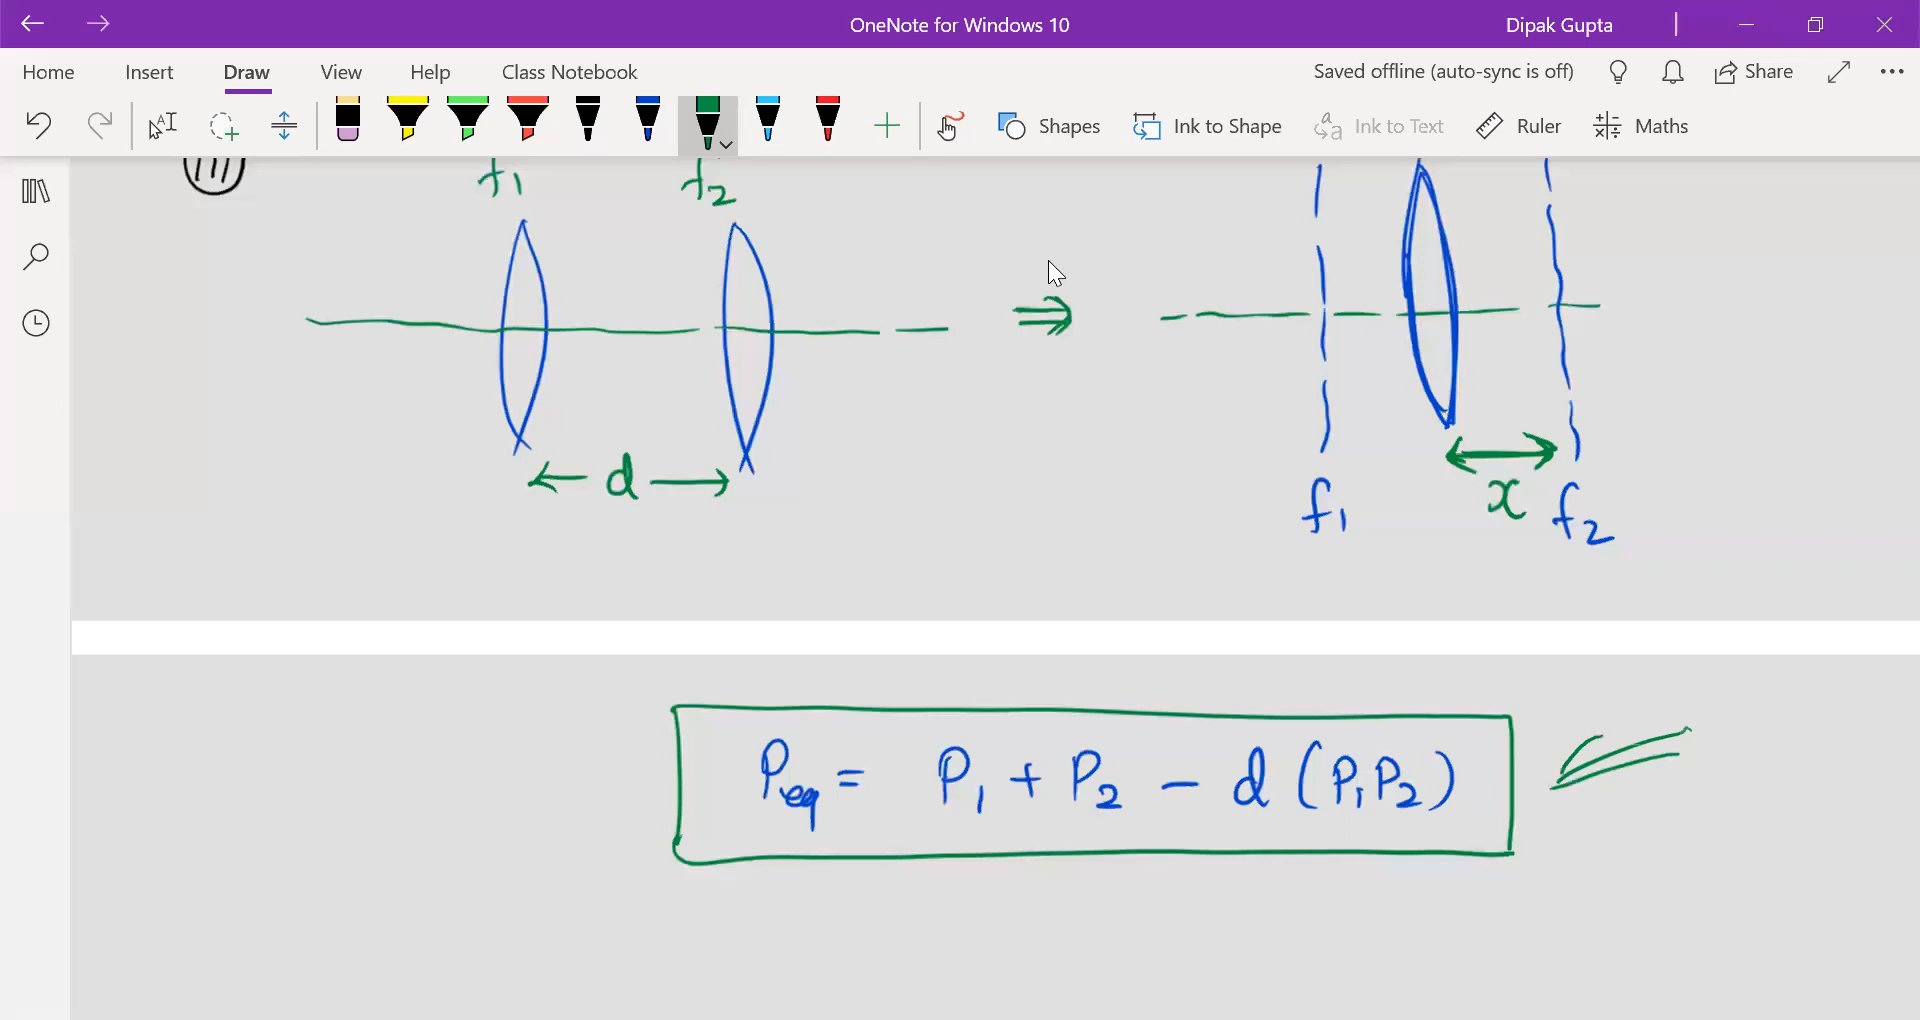 OneNote for Windows 10 Dipak Gupta
Home Insert Draw View Help Class Notebook Saved offline (auto-sync is off) Share
Shapes Ink to Shape Ink to Text Ruler Maths
(III) f₁ f₂
d
x
f₁ f₂
Peq = P₁ + P₂ − d (P₁P₂)